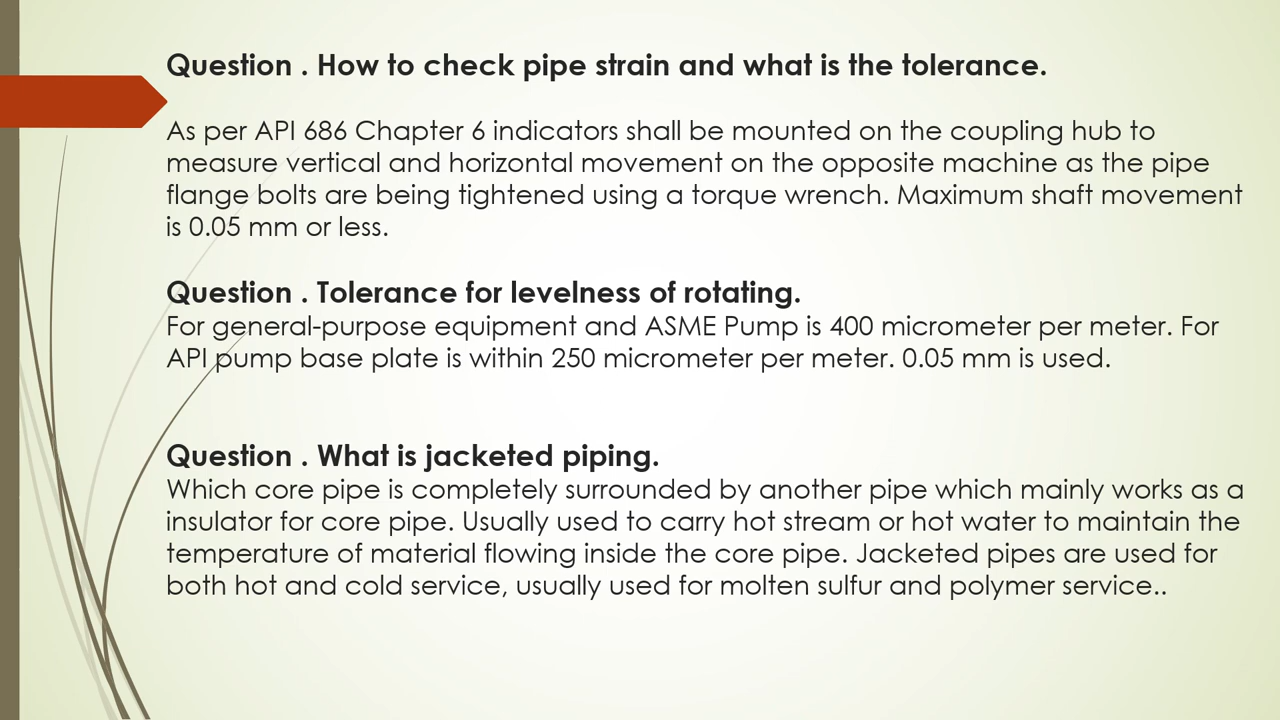 Question . How to check pipe strain and what is the tolerance.
As per API 686 Chapter 6 indicators shall be mounted on the coupling hub to
measure vertical and horizontal movement on the opposite machine as the pipe
flange bolts are being tightened using a torque wrench. Maximum shaft movement
is 0.05 mm or less.
Question . Tolerance for levelness of rotating.
For general-purpose equipment and ASME Pump is 400 micrometer per meter. For
API pump base plate is within 250 micrometer per meter. 0.05 mm is used.
Question . What is jacketed piping.
Which core pipe is completely surrounded by another pipe which mainly works as a
insulator for core pipe. Usually used to carry hot stream or hot water to maintain the
temperature of material flowing inside the core pipe. Jacketed pipes are used for
both hot and cold service, usually used for molten sulfur and polymer service..